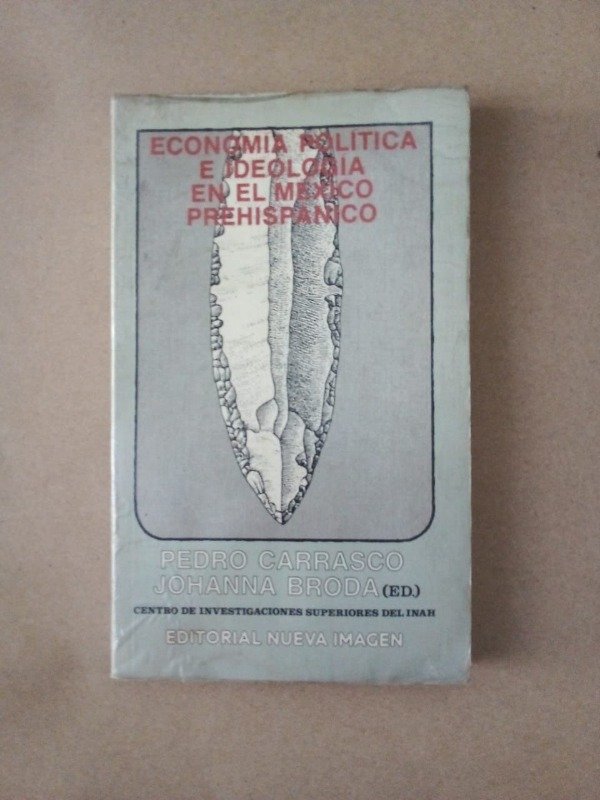 ECONOMIA POLITICA
E IDEOLOGIA
EN EL MEXICO
PREHISPANICO
PEDRO CARRASCO
JOHANNA BRODA (ED.)
CENTRO DE INVESTIGACIONES SUPERIORES DEL INAH
EDITORIAL NUEVA IMAGEN